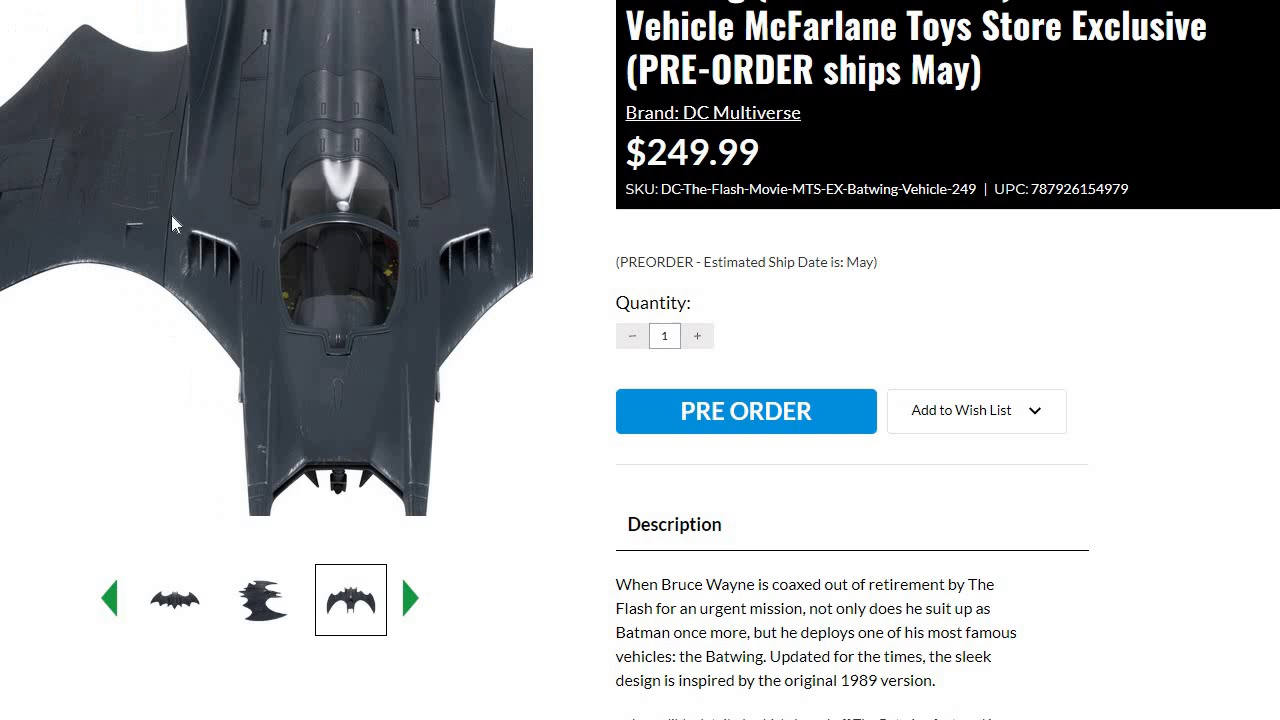 Vehicle McFarlane Toys Store Exclusive
(PRE-ORDER ships May)
Brand: DC Multiverse
$249.99
SKU: DC-The-Flash-Movie-MTS-EX-Batwing-Vehicle-249 | UPC: 787926154979
(PREORDER - Estimated Ship Date is: May)
Quantity:
− 1 +
PRE ORDER
Add to Wish List
Description
When Bruce Wayne is coaxed out of retirement by The
Flash for an urgent mission, not only does he suit up as
Batman once more, but he deploys one of his most famous
vehicles: the Batwing. Updated for the times, the sleek
design is inspired by the original 1989 version.